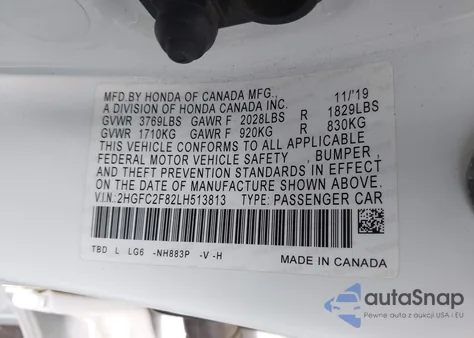 MFD.BY HONDA OF CANADA MFG., 11/'19
A DIVISION OF HONDA CANADA INC.
GVWR 3769LBS GAWR F 2028LBS R 1829LBS
GVWR 1710KG GAWR F 920KG R 830KG
THIS VEHICLE CONFORMS TO ALL APPLICABLE
FEDERAL MOTOR VEHICLE SAFETY , BUMPER ,
AND THEFT PREVENTION STANDARDS IN EFFECT
ON THE DATE OF MANUFACTURE SHOWN ABOVE.
V.I.N: 2HGFC2F82LH513813 TYPE: PASSENGER CAR
TBD L LG6 -NH883P -V -H
MADE IN CANADA
autoSnap
Pewne auta z USA i EU